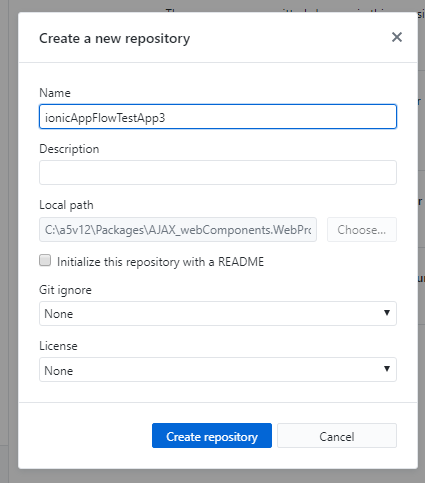 Create a new repository
Name
ionicAppFlowTestApp3
Description
Local path
C:\a5v12\Packages\AJAX_webComponents.WebPro
Choose...
Initialize this repository with a README
Git ignore
None
License
None
Create repository
Cancel